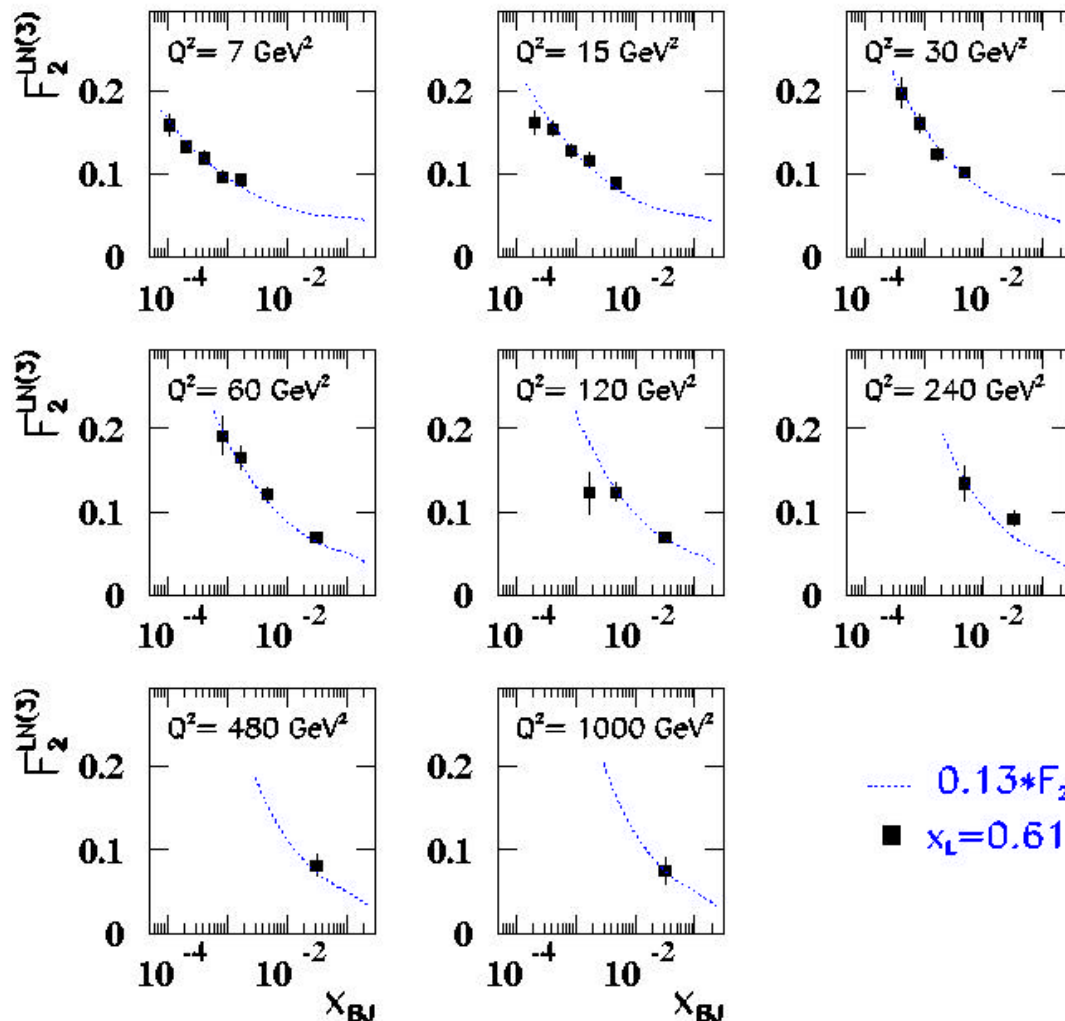 F₂ᴸᴺ⁽³⁾
Q²= 7 GeV²
Q²= 15 GeV²
Q²= 30 GeV²
0.2 0.2 0.2
0.1 0.1 0.1
0 0 0
10⁻⁴ 10⁻² 10⁻⁴ 10⁻² 10⁻⁴ 10⁻²
F₂ᴸᴺ⁽³⁾
Q²= 60 GeV²
Q²= 120 GeV²
Q²= 240 GeV²
0.2 0.2 0.2
0.1 0.1 0.1
0 0 0
10⁻⁴ 10⁻² 10⁻⁴ 10⁻² 10⁻⁴ 10⁻²
F₂ᴸᴺ⁽³⁾
Q²= 480 GeV²
Q²= 1000 GeV²
0.2 0.2
0.1 0.1
0 0
10⁻⁴ 10⁻² 10⁻⁴ 10⁻²
x_BJ x_BJ
0.13*F₂
x_L=0.61